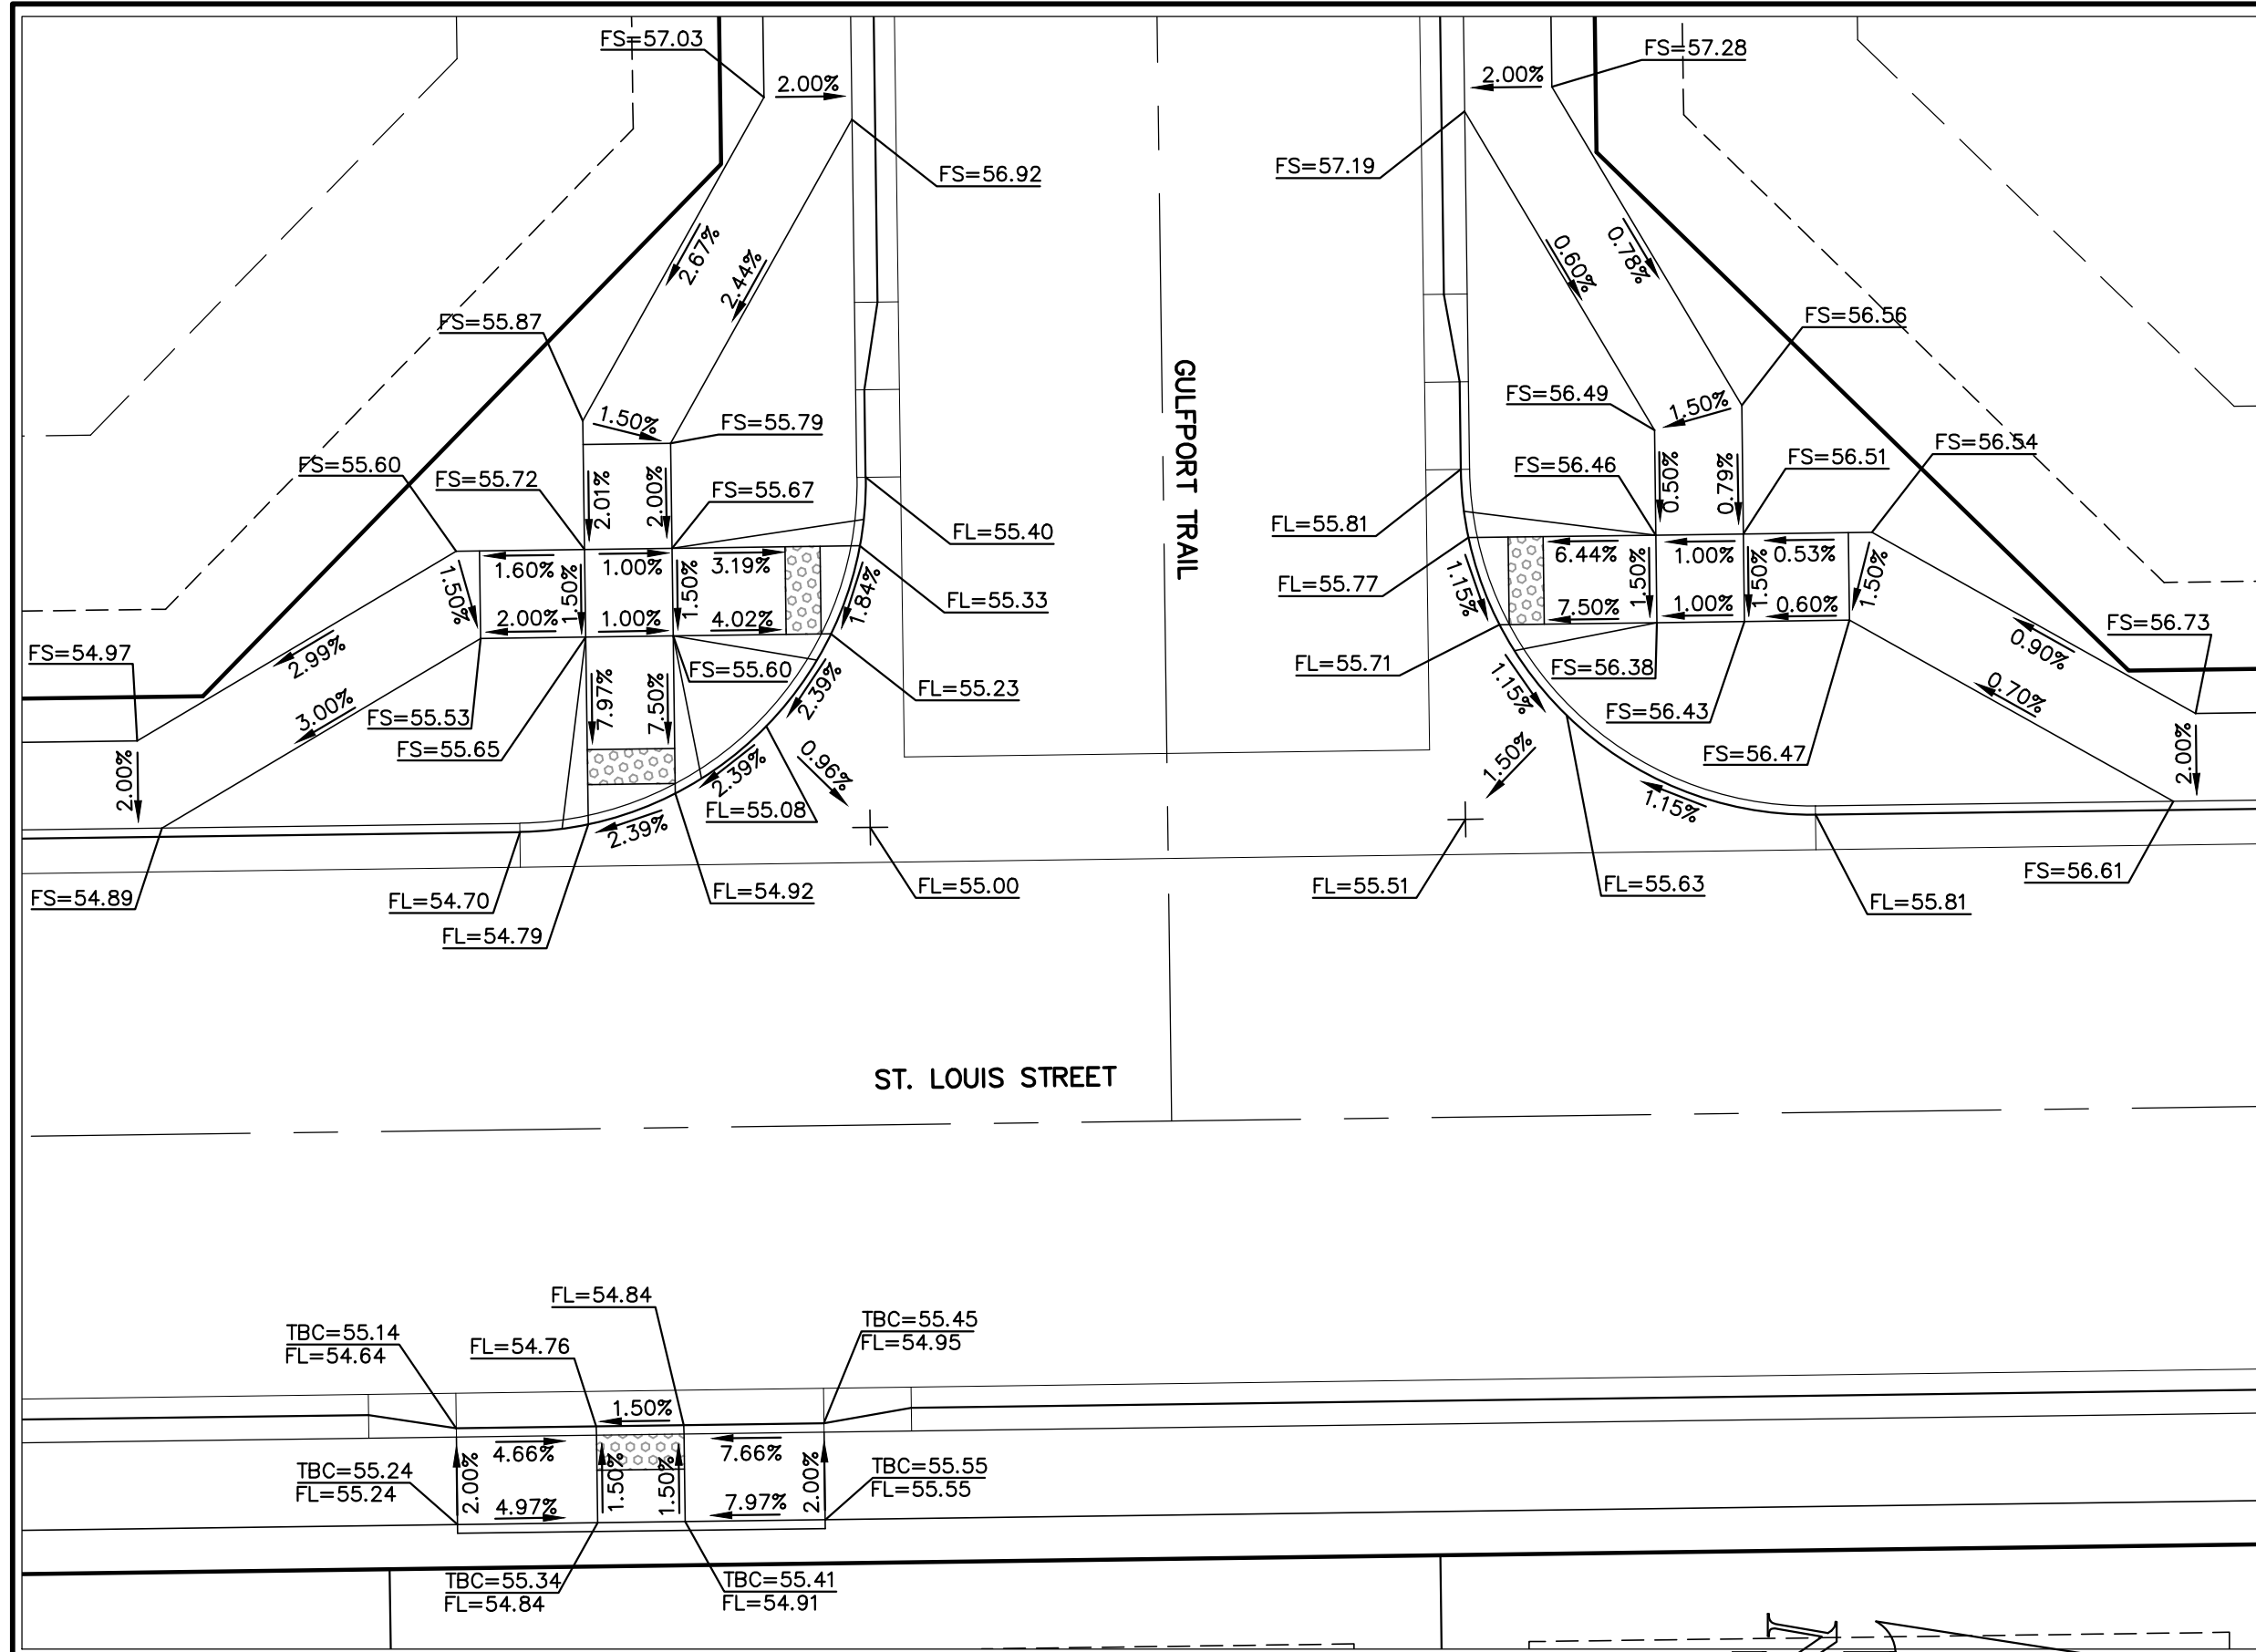 FS=57.03
2.00%
FS=56.92
2.67%
2.44%
FS=55.87
1.50%
FS=55.79
FS=55.60
FS=55.72
2.01%
2.00%
FS=55.67
FL=55.40
1.60%
1.00%
3.19%
1.50%
1.50%
1.50%
2.00%
1.00%
4.02%
1.84%
FL=55.33
FS=54.97
2.99%
3.00%
FS=55.53
FS=55.65
7.97%
7.50%
FS=55.60
2.39%
FL=55.23
2.00%
2.39%
0.96%
FL=55.08
2.39%
FS=54.89
FL=54.70
FL=54.79
FL=54.92
FL=55.00
GULFPORT TRAIL
2.00%
FS=57.28
FS=57.19
0.60%
0.78%
FS=56.56
FS=56.49
1.50%
FS=56.54
FS=56.46
0.50%
0.79%
FS=56.51
FL=55.81
6.44%
1.00%
0.53%
FL=55.77
1.15%
1.50%
1.50%
1.50%
7.50%
1.00%
0.60%
FL=55.71
1.15%
FS=56.38
FS=56.43
FS=56.47
0.90%
0.70%
FS=56.73
2.00%
1.50%
1.15%
FL=55.51
FL=55.63
FL=55.81
FS=56.61
ST. LOUIS STREET
FL=54.84
TBC=55.14
FL=54.64
FL=54.76
TBC=55.45
FL=54.95
1.50%
4.66%
7.66%
TBC=55.24
FL=55.24
2.00%
1.50%
1.50%
2.00%
4.97%
7.97%
TBC=55.55
FL=55.55
TBC=55.34
FL=54.84
TBC=55.41
FL=54.91